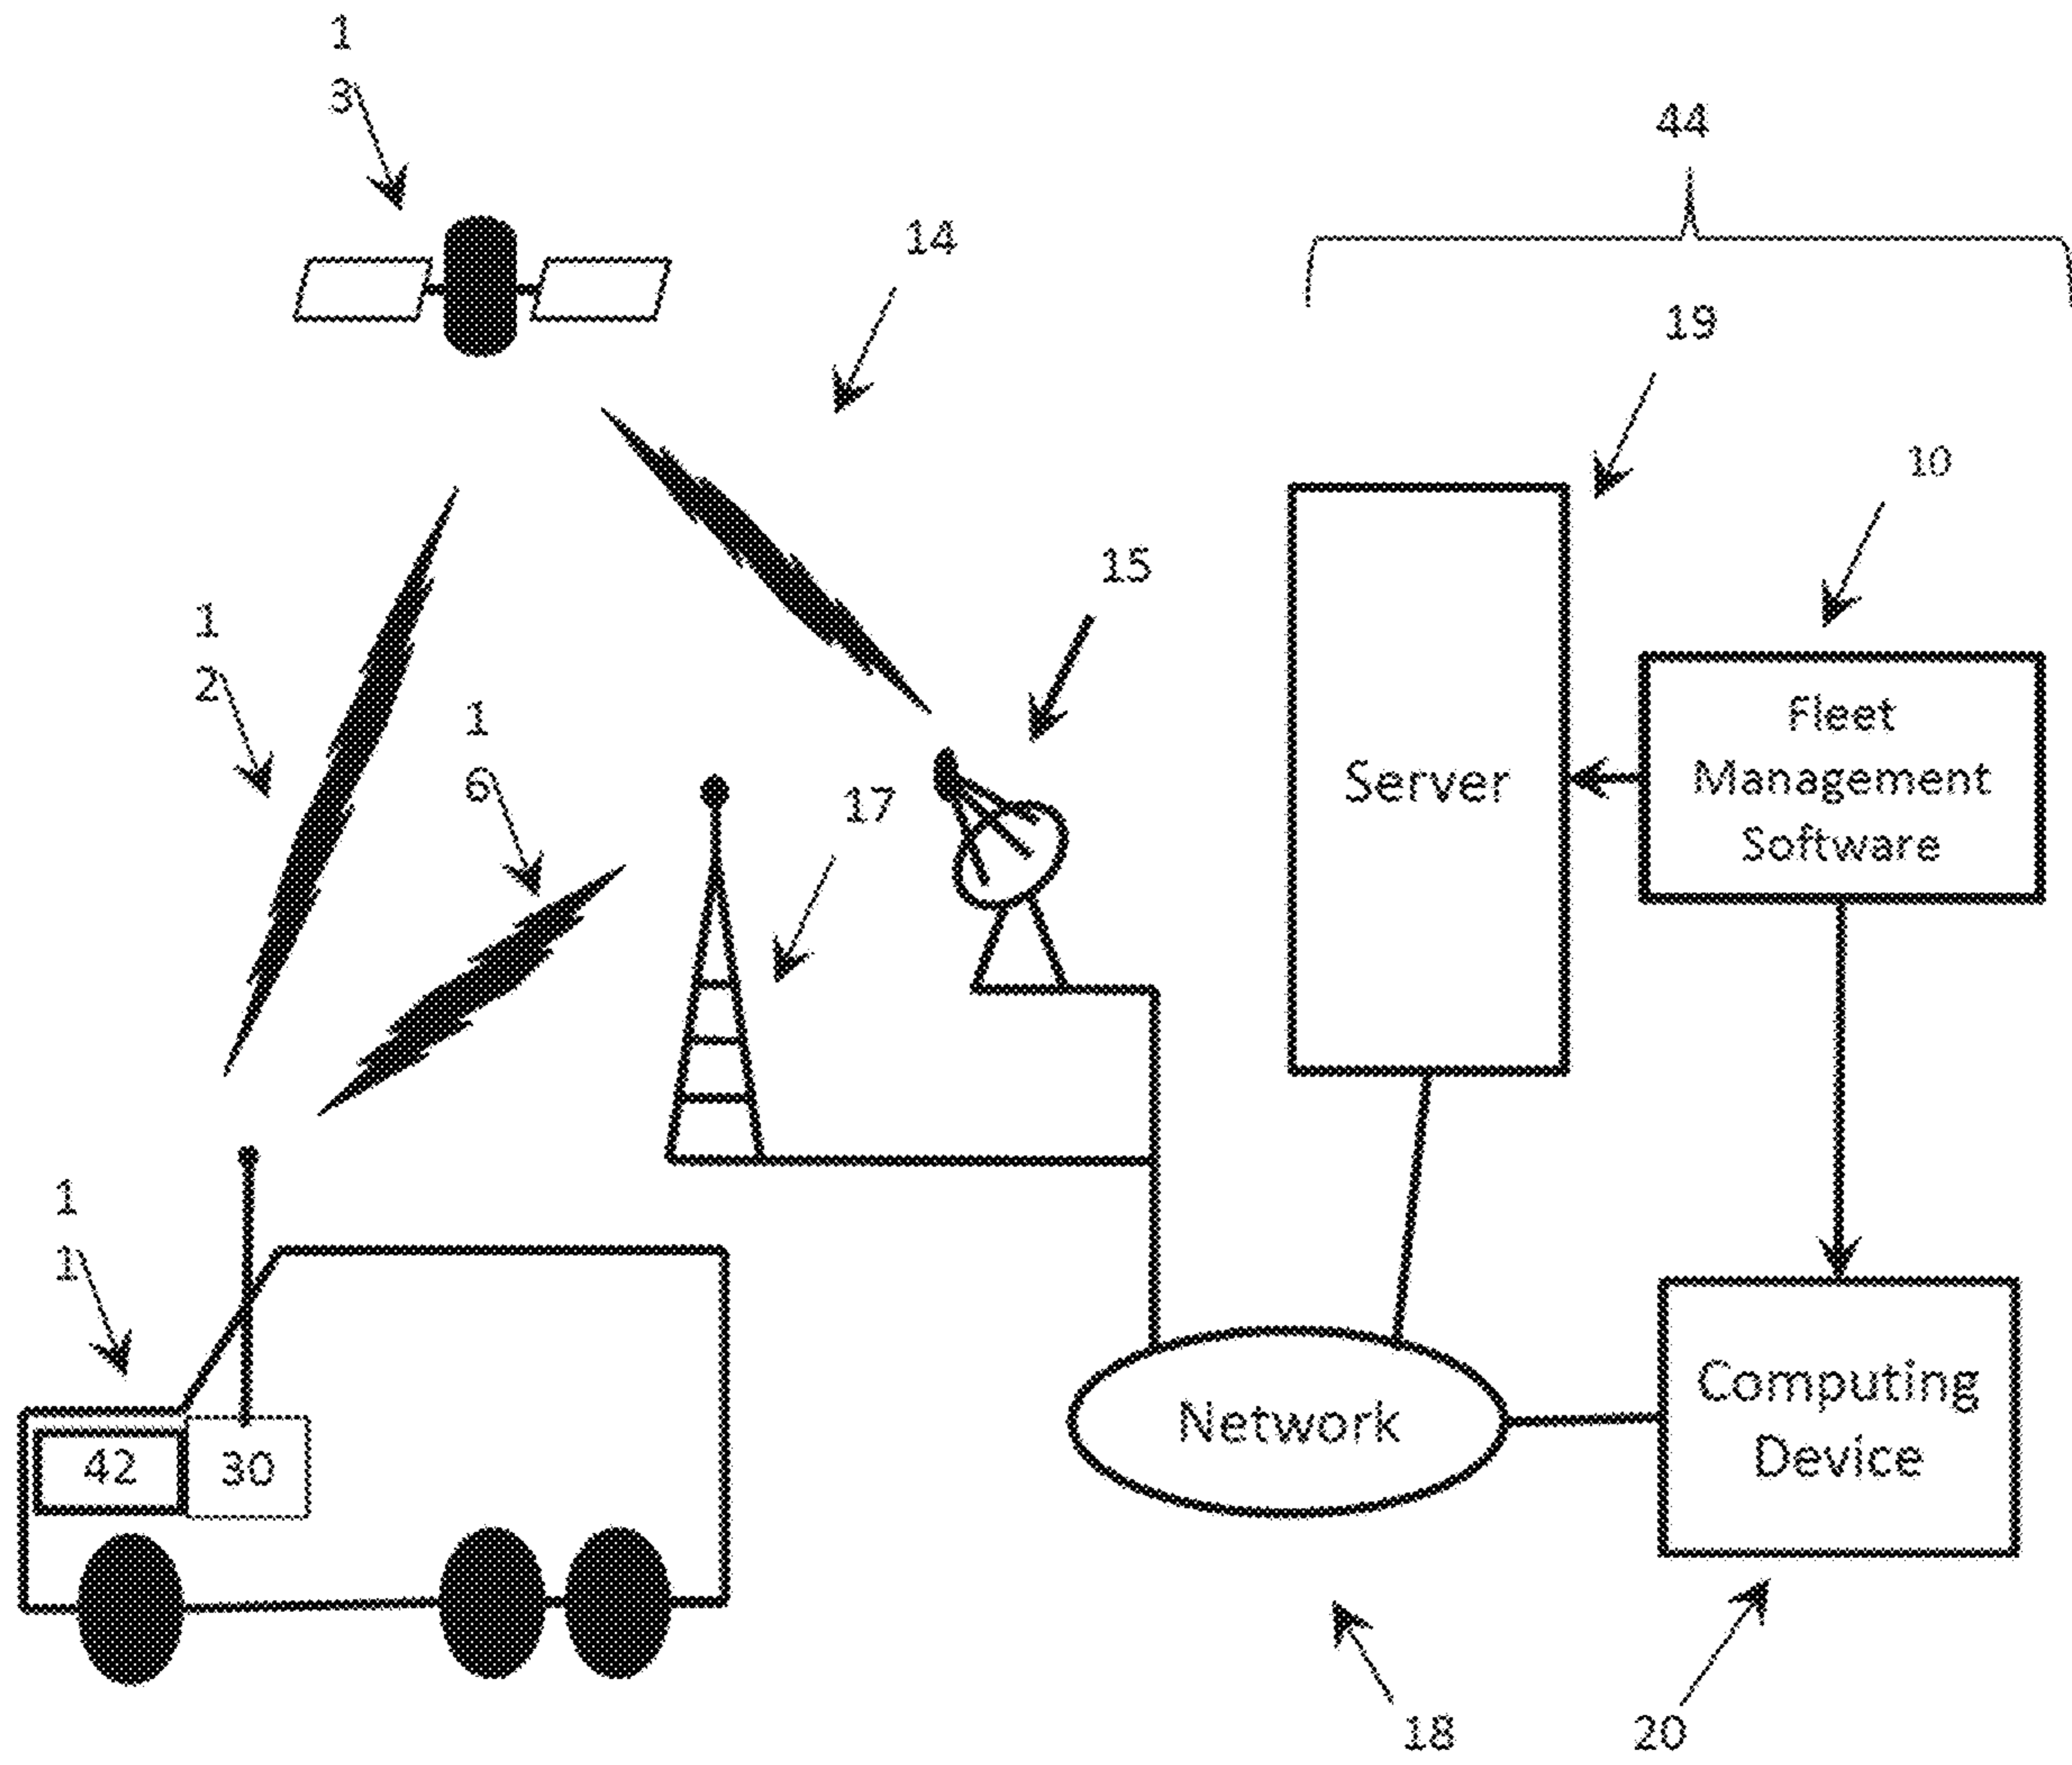 1
3
44
14
19
10
15
1
2
1
6
17
Fleet
Management
Software
Server
1
1
Computing
Device
Network
42
30
18
20